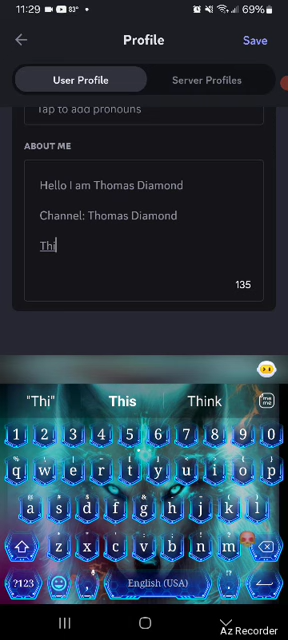 11:29
83°
69%
Profile
Save
User Profile
Server Profiles
Tap to add pronouns
ABOUT ME
Hello I am Thomas Diamond
Channel: Thomas Diamond
Thi
135
"Thi" This Think
1 2 3 4 5 6 7 8 9 0
q w e r t y u i o p
a s d f g h j k l
z x c v b n m
?123 , English (USA) .
Az Recorder